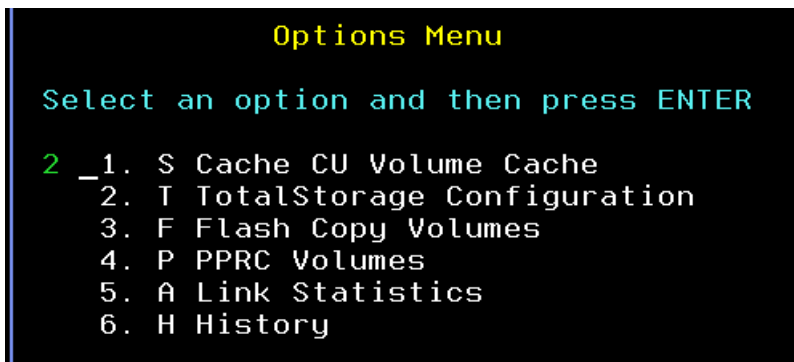 Options Menu
Select an option and then press ENTER
2 _1. S Cache CU Volume Cache
2. T TotalStorage Configuration
3. F Flash Copy Volumes
4. P PPRC Volumes
5. A Link Statistics
6. H History